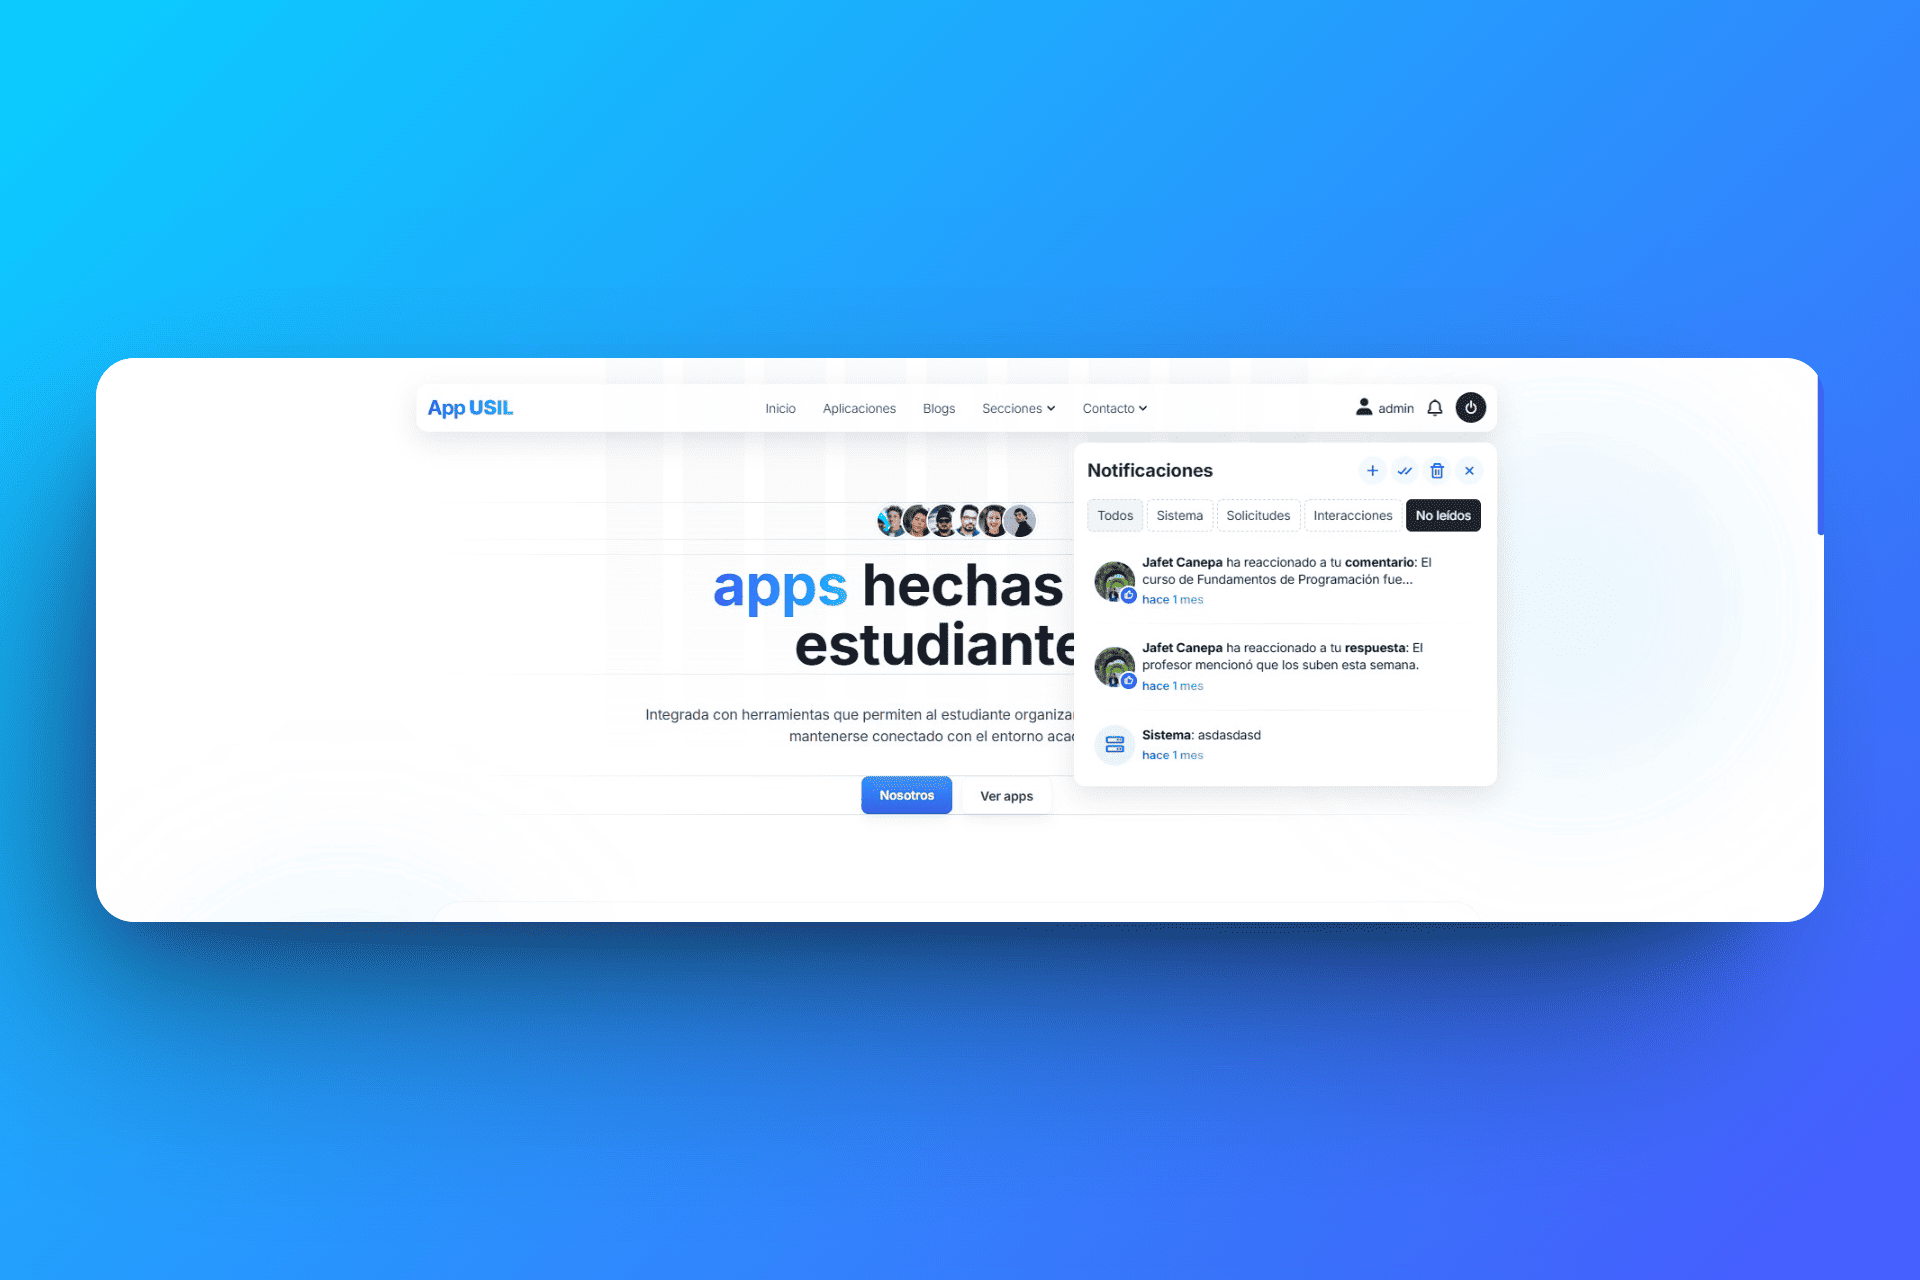 App USIL
Inicio
Aplicaciones
Blogs
Secciones
Contacto
admin
Notificaciones
Todos
Sistema
Solicitudes
Interacciones
No leídos
Jafet Canepa ha reaccionado a tu comentario: El
curso de Fundamentos de Programación fue...
hace 1 mes
Jafet Canepa ha reaccionado a tu respuesta: El
profesor mencionó que los suben esta semana.
hace 1 mes
Sistema: asdasdasd
hace 1 mes
apps hechas
estudiante
Integrada con herramientas que permiten al estudiante organiza
mantenerse conectado con el entorno aca
Nosotros
Ver apps